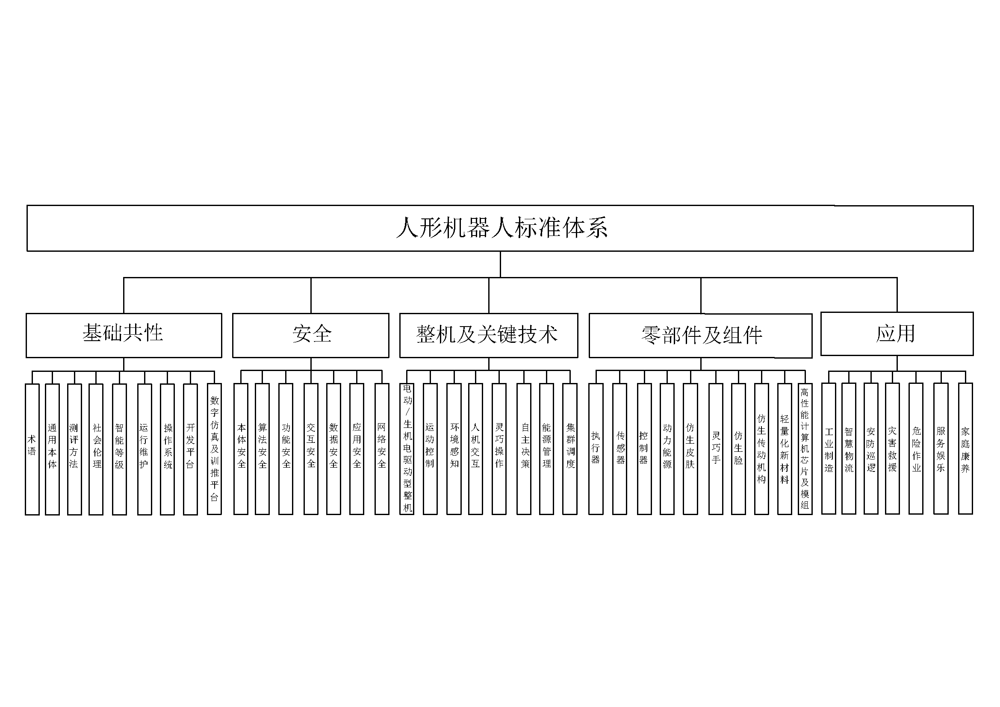 人形机器人标准体系
基础共性
安全
整机及关键技术
零部件及组件
应用
术语
通用本体
测评方法
社会伦理
智能等级
运行维护
操作系统
开发平台
数字仿真及训推平台
本体安全
算法安全
功能安全
交互安全
数据安全
应用安全
网络安全
电动/生机电驱动型整机
运动控制
环境感知
人机交互
灵巧操作
自主决策
能源管理
集群调度
执行器
传感器
控制器
动力能源
仿生皮肤
灵巧手
仿生脸
仿生传动机构
轻量化新材料
高性能计算机芯片及模组
工业制造
智慧物流
安防巡逻
灾害救援
危险作业
服务娱乐
家庭康养